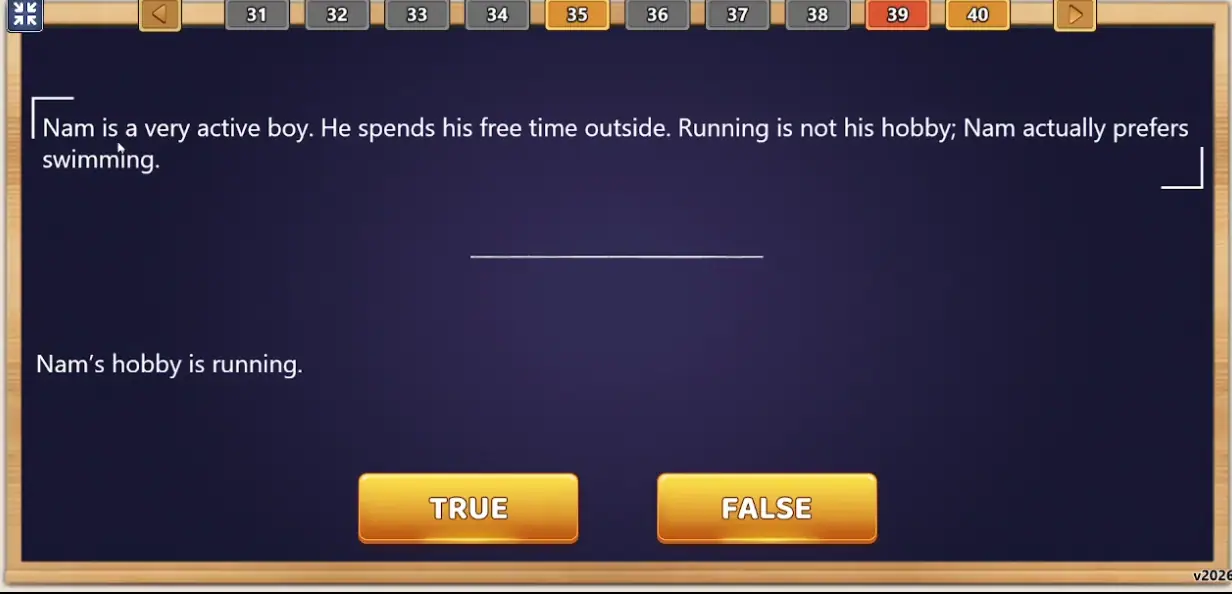 31 32 33 34 35 36 37 38 39 40
Nam is a very active boy. He spends his free time outside. Running is not his hobby; Nam actually prefers
swimming.
Nam's hobby is running.
TRUE FALSE
v2026